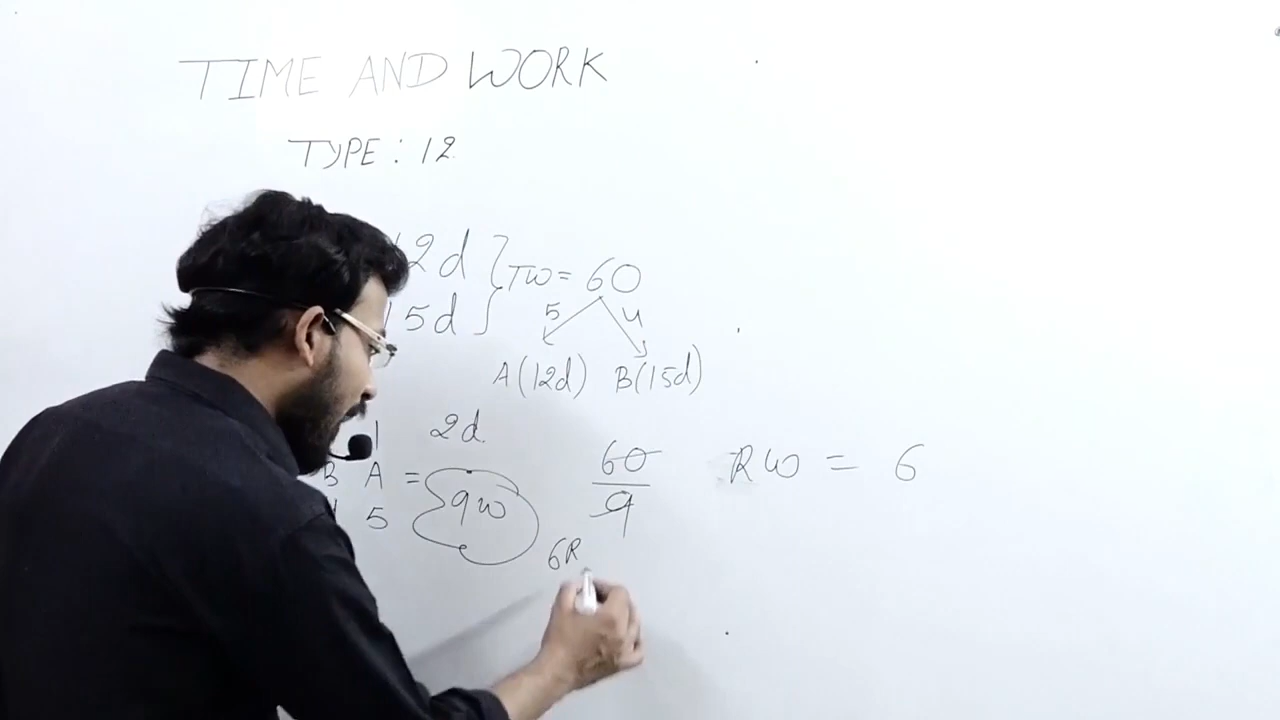 TIME AND WORK
TYPE : 12
12d } TW = 60
15d
5 4
A(12d) B(15d)
1 2d
B A = 9w
5
60
9
RW = 6
6R